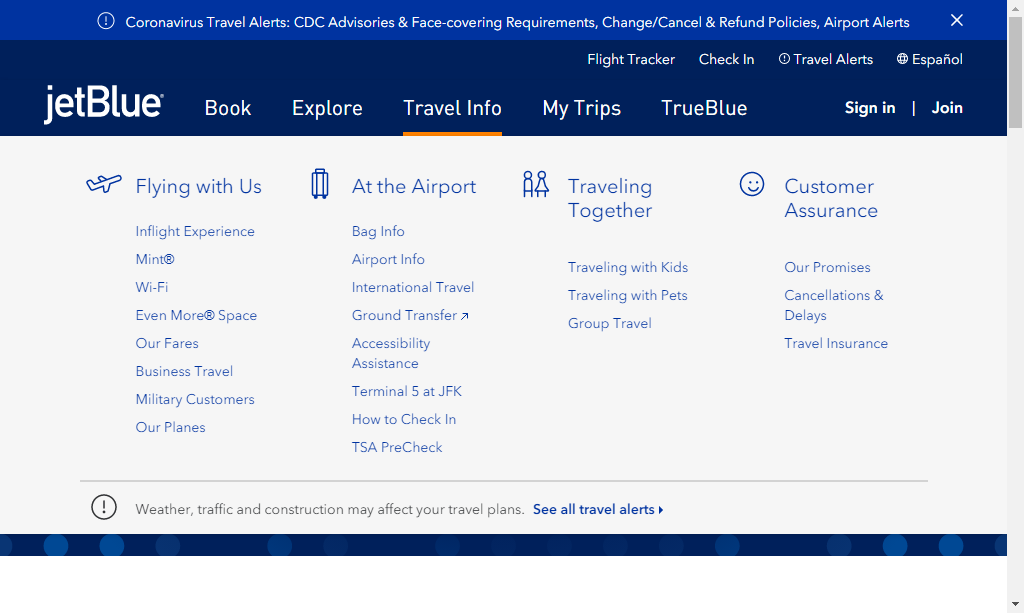 Coronavirus Travel Alerts: CDC Advisories & Face-covering Requirements, Change/Cancel & Refund Policies, Airport Alerts
Flight Tracker Check In Travel Alerts Español
jetBlue Book Explore Travel Info My Trips TrueBlue Sign in | Join
Flying with Us
Inflight Experience
Mint®
Wi-Fi
Even More® Space
Our Fares
Business Travel
Military Customers
Our Planes
At the Airport
Bag Info
Airport Info
International Travel
Ground Transfer
Accessibility
Assistance
Terminal 5 at JFK
How to Check In
TSA PreCheck
Traveling
Together
Traveling with Kids
Traveling with Pets
Group Travel
Customer
Assurance
Our Promises
Cancellations &
Delays
Travel Insurance
Weather, traffic and construction may affect your travel plans. See all travel alerts